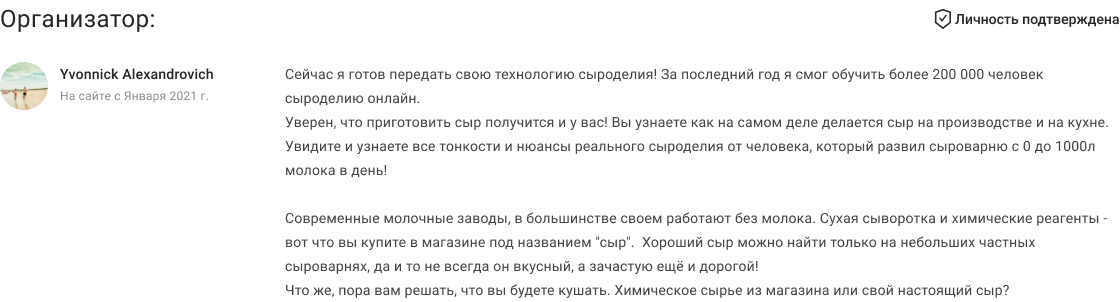 Организатор:
Личность подтверждена
Yvonnick Alexandrovich
На сайте с Января 2021 г.
Сейчас я готов передать свою технологию сыроделия! За последний год я смог обучить более 200 000 человек
сыроделию онлайн.
Уверен, что приготовить сыр получится и у вас! Вы узнаете как на самом деле делается сыр на производстве и на кухне.
Увидите и узнаете все тонкости и нюансы реального сыроделия от человека, который развил сыроварню с 0 до 1000л
молока в день!
Современные молочные заводы, в большинстве своем работают без молока. Сухая сыворотка и химические реагенты -
вот что вы купите в магазине под названием "сыр".  Хороший сыр можно найти только на небольших частных
сыроварнях, да и то не всегда он вкусный, а зачастую ещё и дорогой!
Что же, пора вам решать, что вы будете кушать. Химическое сырье из магазина или свой настоящий сыр?